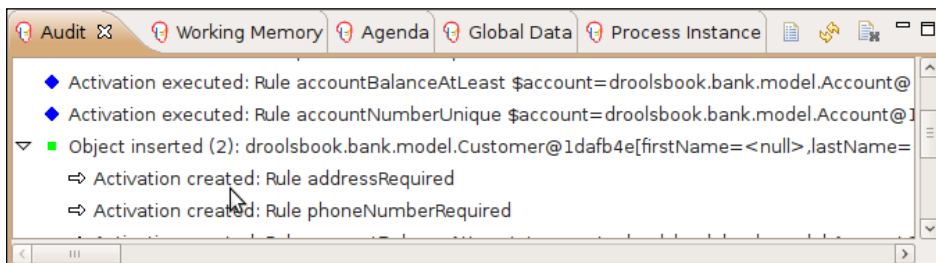 Audit Working Memory Agenda Global Data Process Instance
Activation executed: Rule accountBalanceAtLeast $account=droolsbook.bank.model.Account@
Activation executed: Rule accountNumberUnique $account=droolsbook.bank.model.Account@1
Object inserted (2): droolsbook.bank.model.Customer@1dafb4e[firstName=<null>,lastName=
Activation created: Rule addressRequired
Activation created: Rule phoneNumberRequired